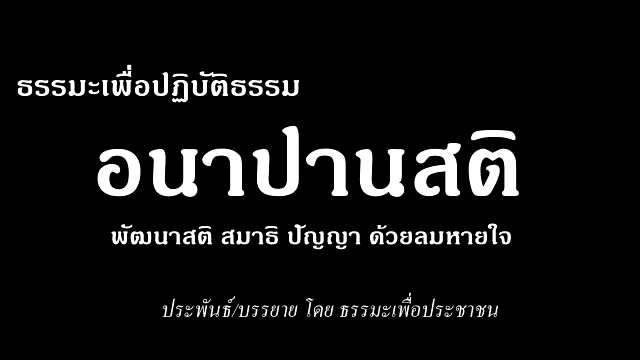 ธรรมะเพื่อปฏิบัติธรรม
อนาปานสติ
พัฒนาสติ สมาธิ ปัญญา ด้วยลมหายใจ
ประพันธ์/บรรยาย โดย ธรรมะเพื่อประชาชน